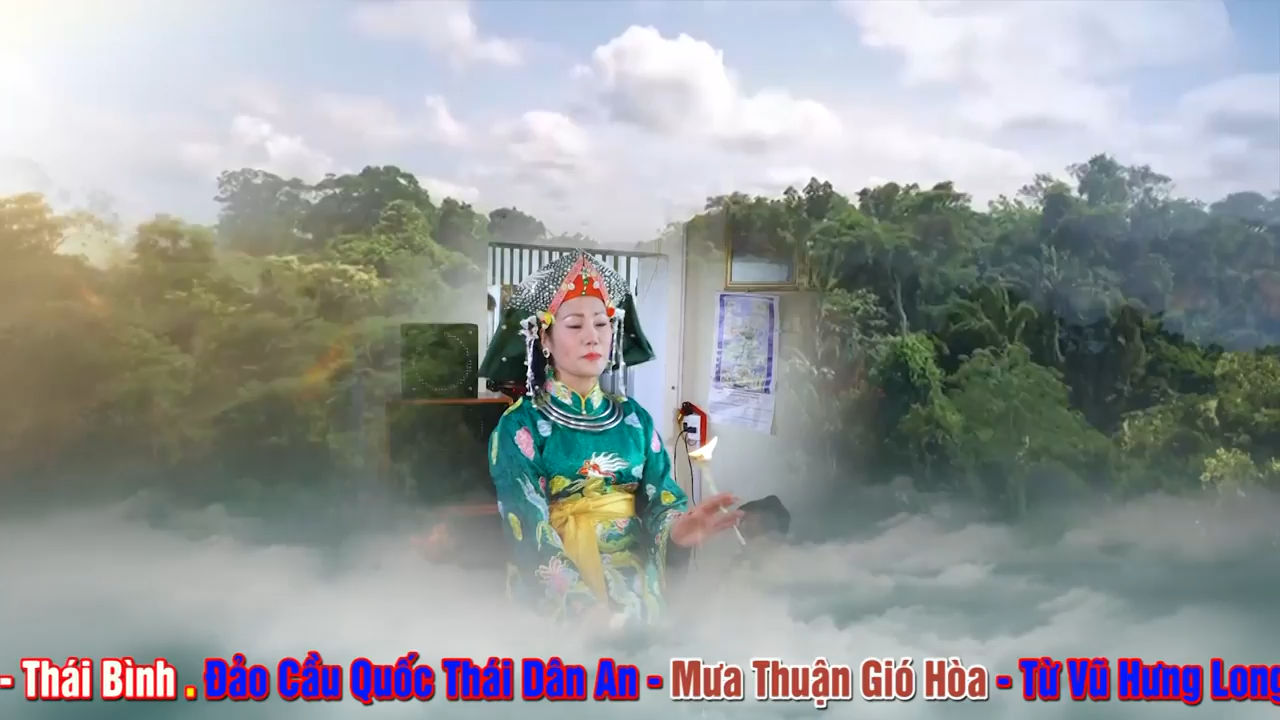 - Thái Bình . Đảo Cầu Quốc Thái Dân An - Mưa Thuận Gió Hòa - Từ Vũ Hưng Long